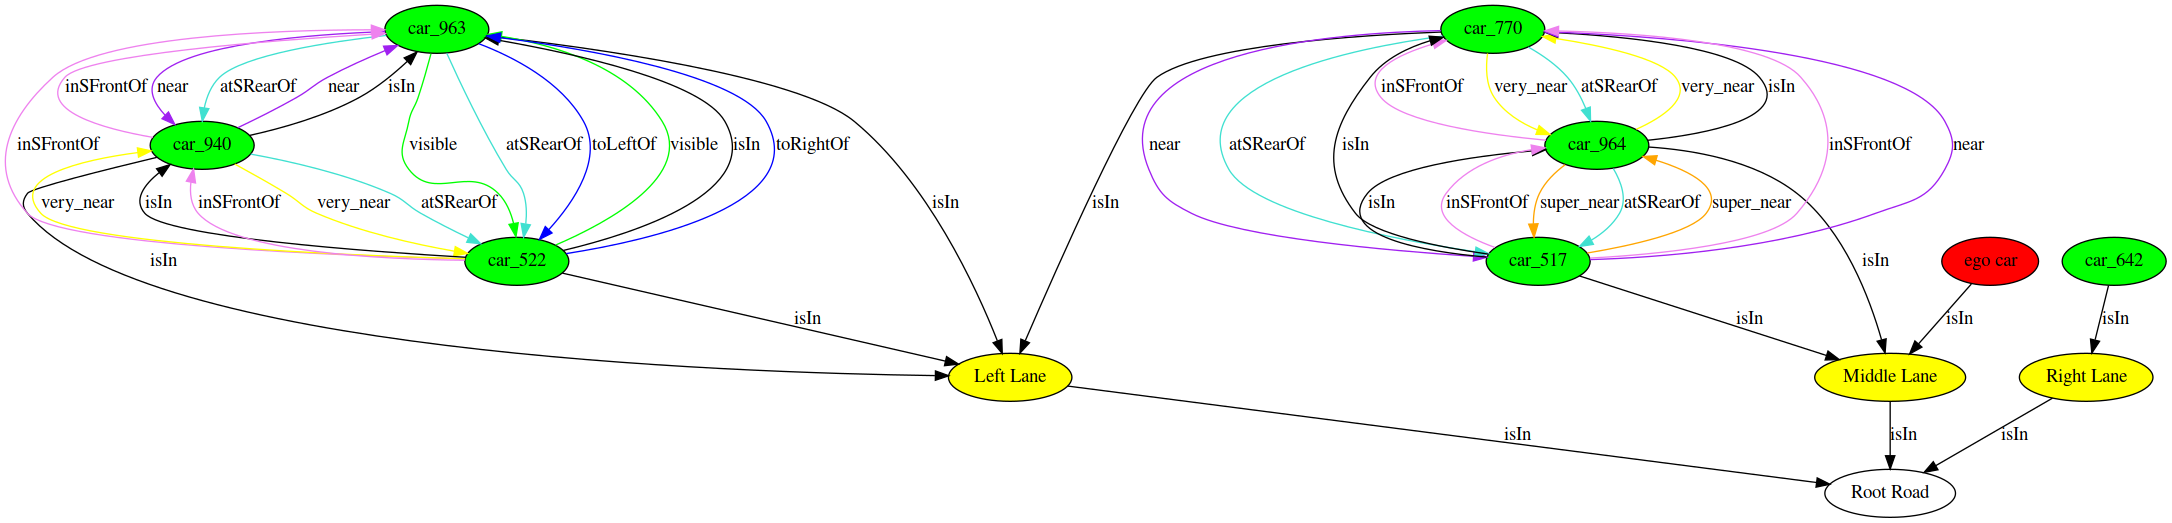 car_963
car_770
inSFrontOf
near
atSRearOf
near
isIn
inSFrontOf
very_near
atSRearOf
very_near
isIn
inSFrontOf
car_940
visible
atSRearOf
toLeftOf
visible
isIn
toRightOf
near
atSRearOf
isIn
car_964
inSFrontOf
near
very_near
isIn
inSFrontOf
very_near
atSRearOf
isIn
isIn
isIn
inSFrontOf
super_near
atSRearOf
super_near
isIn
car_522
car_517
ego car
car_642
isIn
isIn
isIn
isIn
isIn
Left Lane
Middle Lane
Right Lane
isIn
isIn
isIn
Root Road